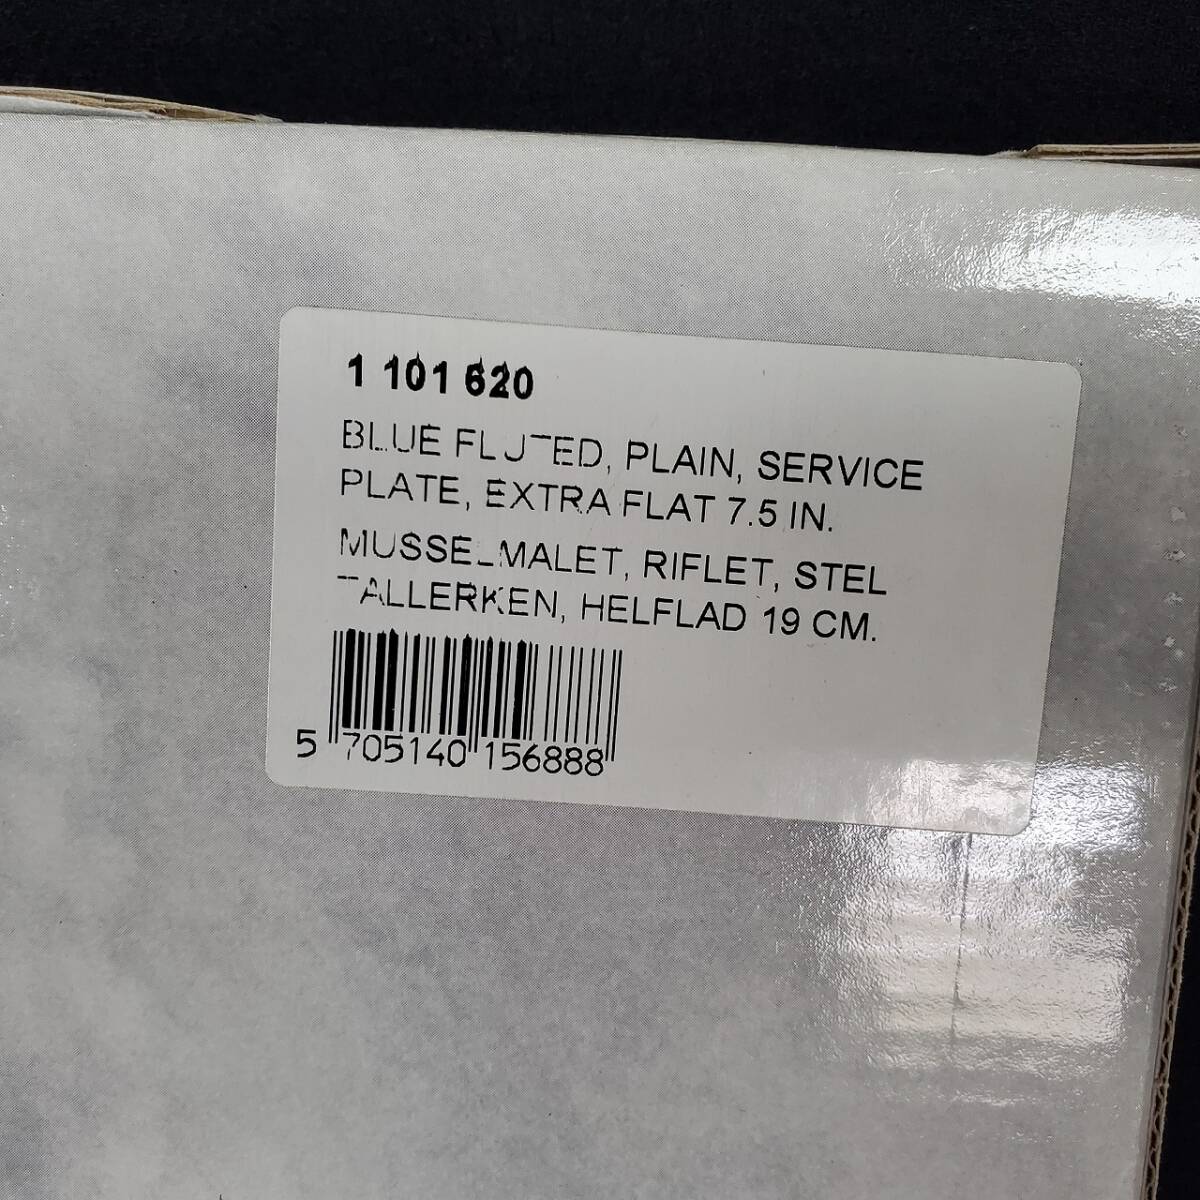 1 101 620
BLUE FLUTED, PLAIN, SERVICE
PLATE, EXTRA FLAT 7.5 IN.
MUSSELMALET, RIFLET, STEL
TALLERKEN, HELFLAD 19 CM.
5 705140 156888